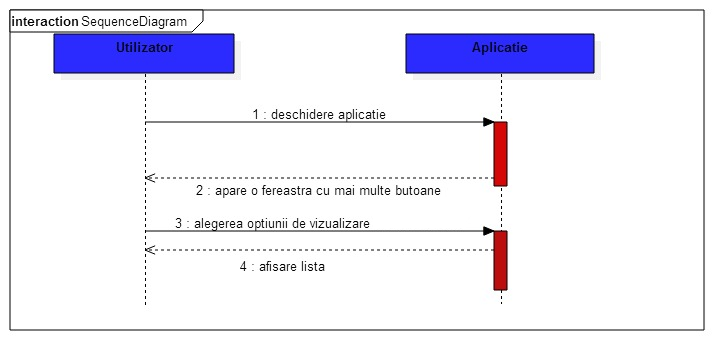 interaction SequenceDiagram
Utilizator
Aplicatie
1 : deschidere aplicatie
2 : apare o fereastra cu mai multe butoane
3 : alegerea optiunii de vizualizare
4 : afisare lista